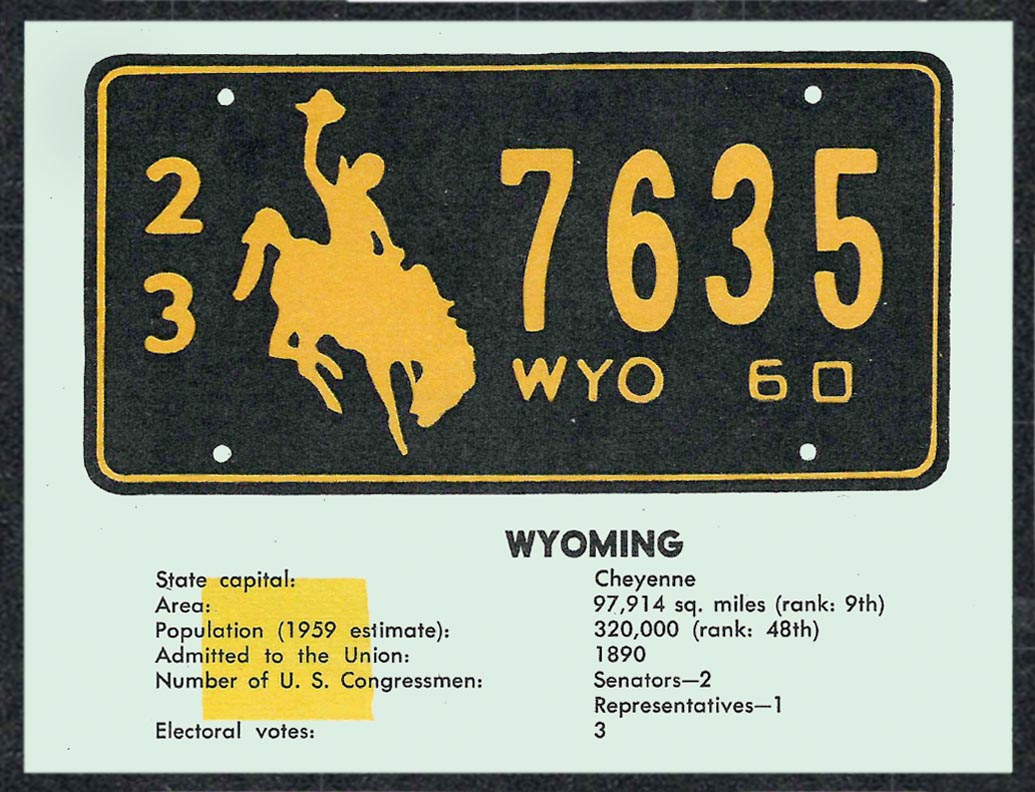 2
3
7635
WYO 60
WYOMING
State capital: Cheyenne
Area: 97,914 sq. miles (rank: 9th)
Population (1959 estimate): 320,000 (rank: 48th)
Admitted to the Union: 1890
Number of U. S. Congressmen: Senators—2
Representatives—1
Electoral votes: 3